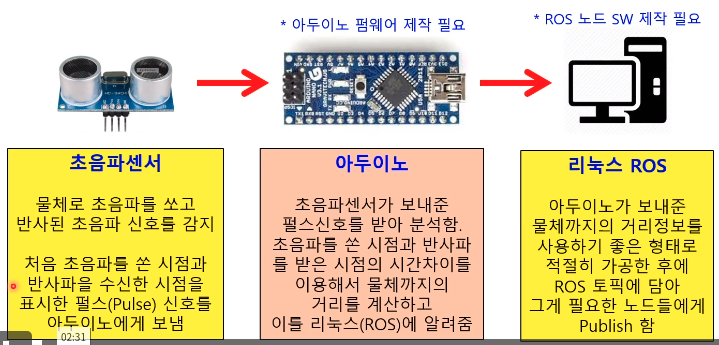 * 아두이노 펌웨어 제작 필요
* ROS 노드 SW 제작 필요
초음파센서
물체로 초음파를 쏘고
반사된 초음파 신호를 감지
처음 초음파를 쏜 시점과
반사파을 수신한 시점을
표시한 펄스(Pulse) 신호를
아두이노에게 보냄
아두이노
초음파센서가 보내준
펄스신호를 받아 분석함.
초음파를 쏜 시점과 반사파
를 받은 시점의 시간차이를
이용해서 물체까지의
거리를 계산하고
이를 리눅스(ROS)에 알려줌
리눅스 ROS
아두이노가 보내준
물체까지의 거리정보를
사용하기 좋은 형태로
적절히 가공한 후에
ROS 토픽에 담아
그게 필요한 노드들에게
Publish 함
02:31